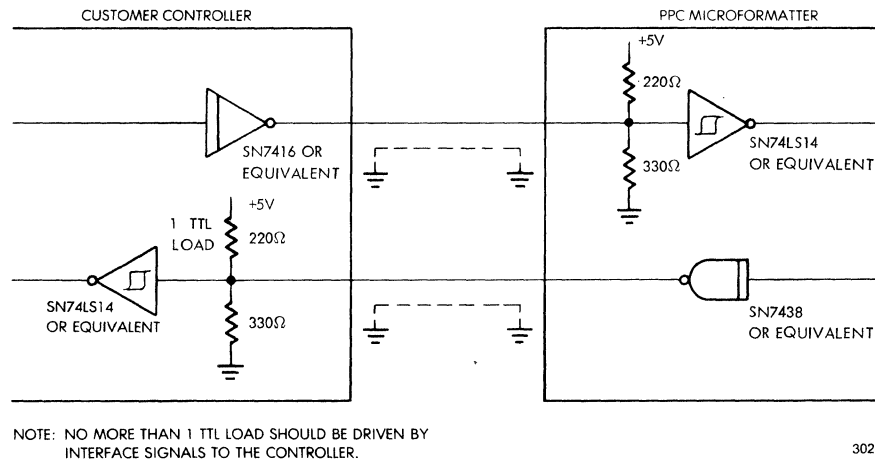 CUSTOMER CONTROLLER
PPC MICROFORMATTER
+5V
220Ω
SN7416 OR
EQUIVALENT
SN74LS14
OR EQUIVALENT
330Ω
+5V
1 TTL
LOAD
220Ω
SN74LS14
OR EQUIVALENT
330Ω
SN7438
OR EQUIVALENT
NOTE: NO MORE THAN 1 TTL LOAD SHOULD BE DRIVEN BY
INTERFACE SIGNALS TO THE CONTROLLER.
302